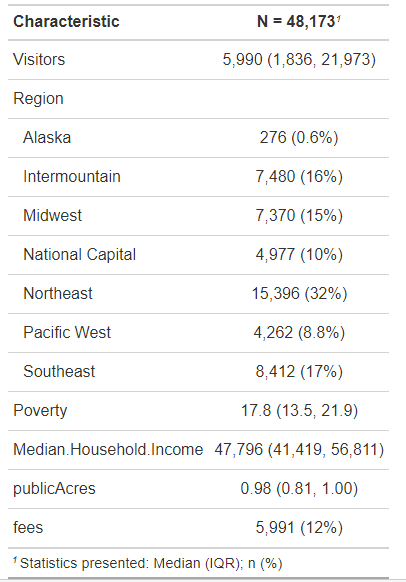 Characteristic N = 48,173¹
Visitors 5,990 (1,836, 21,973)
Region
Alaska 276 (0.6%)
Intermountain 7,480 (16%)
Midwest 7,370 (15%)
National Capital 4,977 (10%)
Northeast 15,396 (32%)
Pacific West 4,262 (8.8%)
Southeast 8,412 (17%)
Poverty 17.8 (13.5, 21.9)
Median.Household.Income 47,796 (41,419, 56,811)
publicAcres 0.98 (0.81, 1.00)
fees 5,991 (12%)
¹ Statistics presented: Median (IQR); n (%)